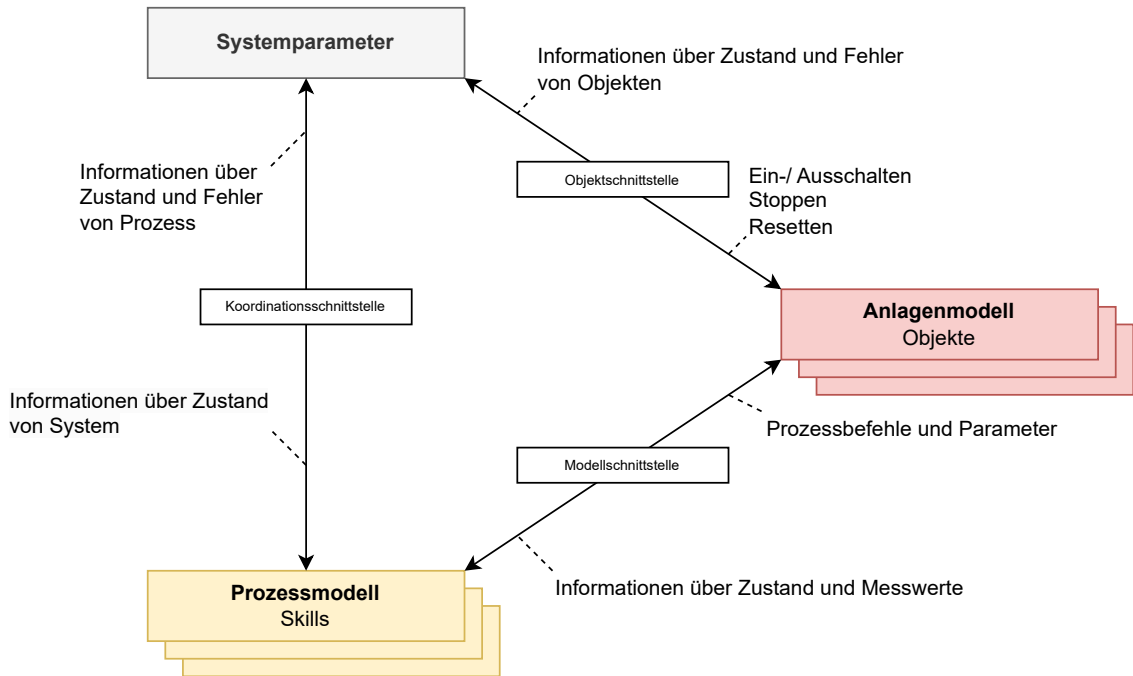 Systemparameter
Informationen über Zustand und Fehler
von Objekten
Informationen über
Zustand und Fehler
von Prozess
Objektschnittstelle
Ein-/ Ausschalten
Stoppen
Resetten
Koordinationsschnittstelle
Anlagenmodell
Objekte
Informationen über Zustand
von System
Prozessbefehle und Parameter
Modellschnittstelle
Prozessmodell
Skills
Informationen über Zustand und Messwerte